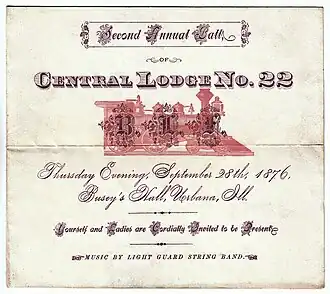 Second Annual Ball
OF
CENTRAL LODGE NO. 22
B. L. F.
Thursday Evening, September 28th, 1876.
Busey's Hall, Urbana, Ill.
Yourself and Ladies are Cordially Invited to be Present.
MUSIC BY LIGHT GUARD STRING BAND.